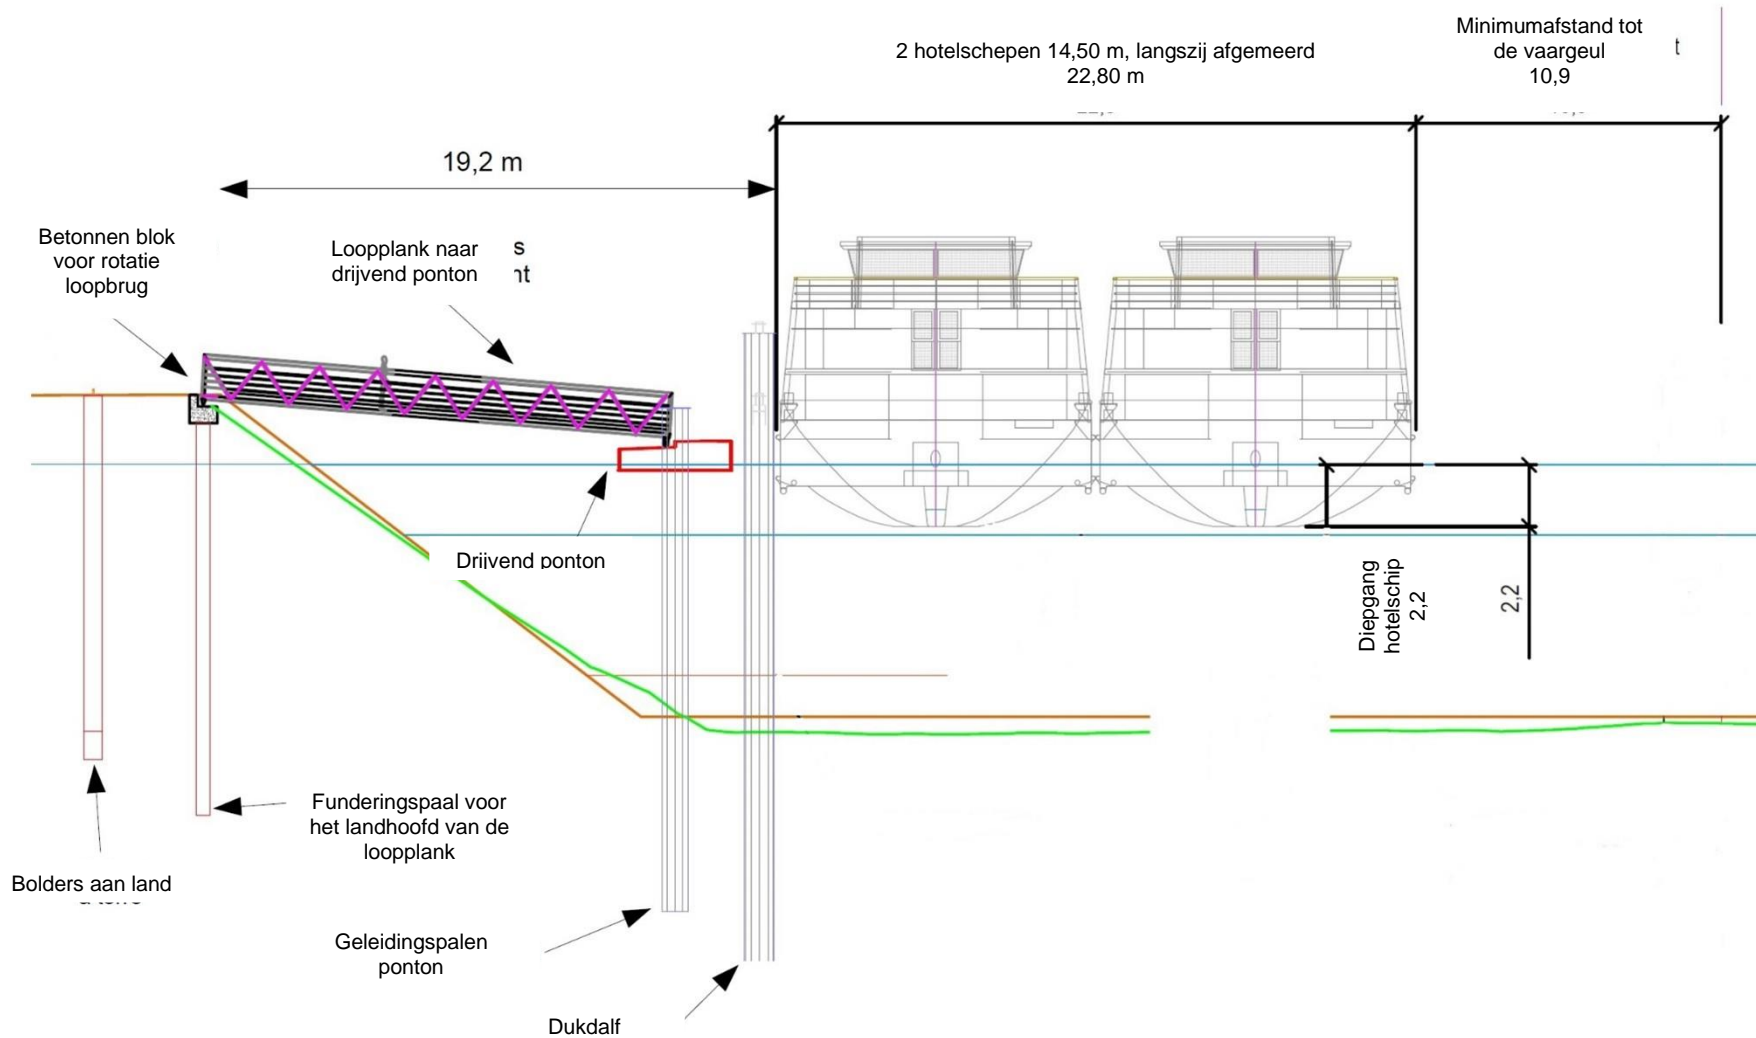 2 hotelschepen 14,50 m, langszij afgemeerd
22,80 m
Minimumafstand tot
de vaargeul
10,9
19,2 m
Betonnen blok
voor rotatie
loopbrug
Loopplank naar
drijvend ponton
s
nt
Drijvend ponton
Diepgang
hotelschip
2,2
2,2
Funderingspaal voor
het landhoofd van de
loopplank
Bolders aan land
Geleidingspalen
ponton
Dukdalf